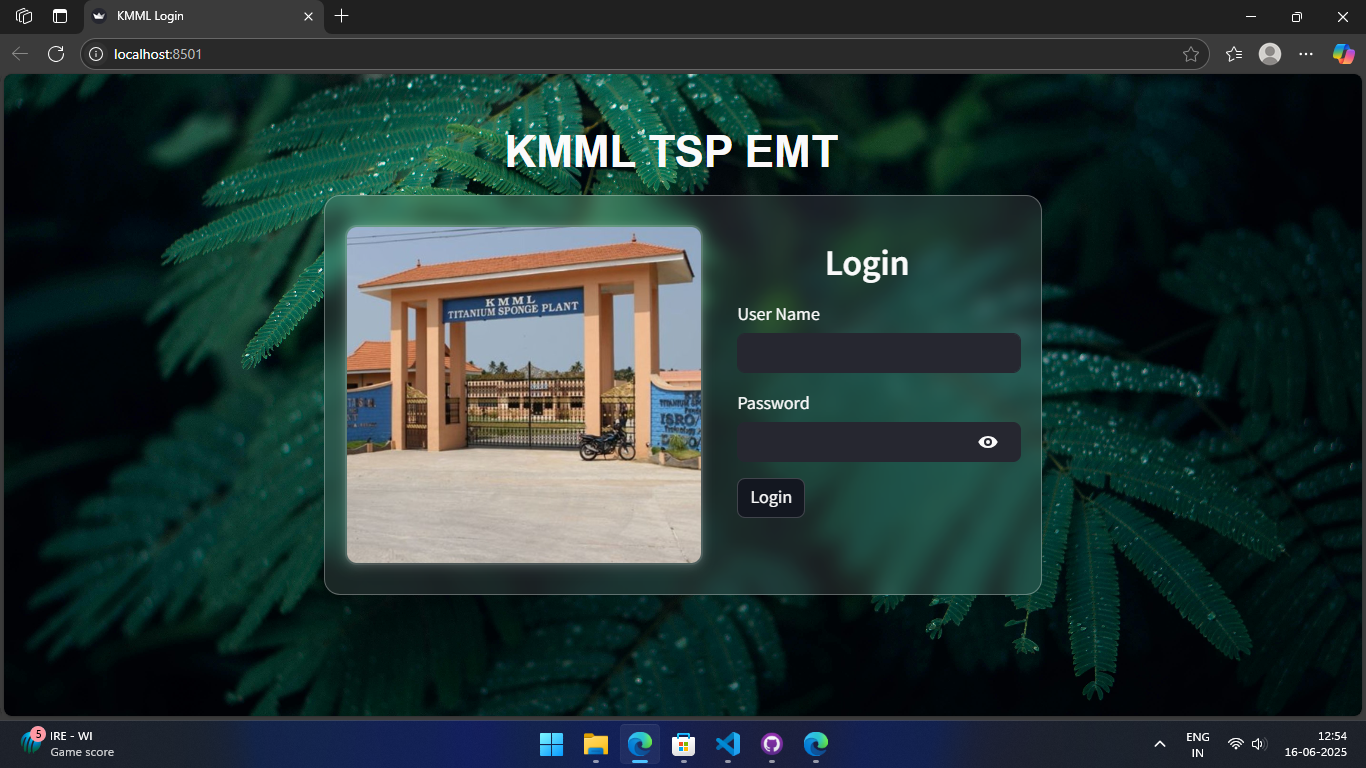 KMML Login
localhost:8501
KMML TSP EMT
KMML
TITANIUM SPONGE PLANT
ISRO/
Login
User Name
Password
Login
5
IRE - WI
Game score
ENG
IN
12:54
16-06-2025